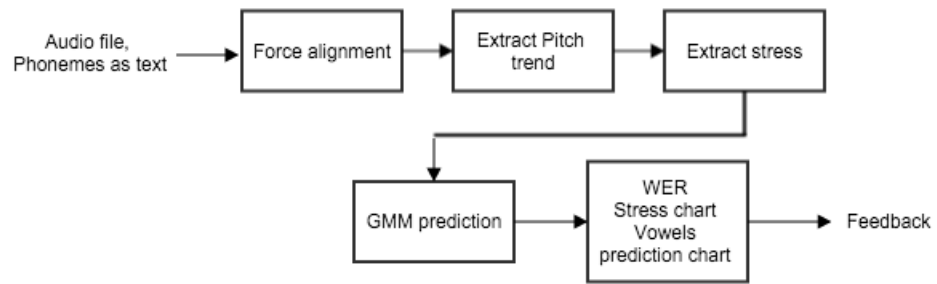 Audio file,
Phonemes as text
Force alignment
Extract Pitch
trend
Extract stress
GMM prediction
WER
Stress chart
Vowels
prediction chart
Feedback